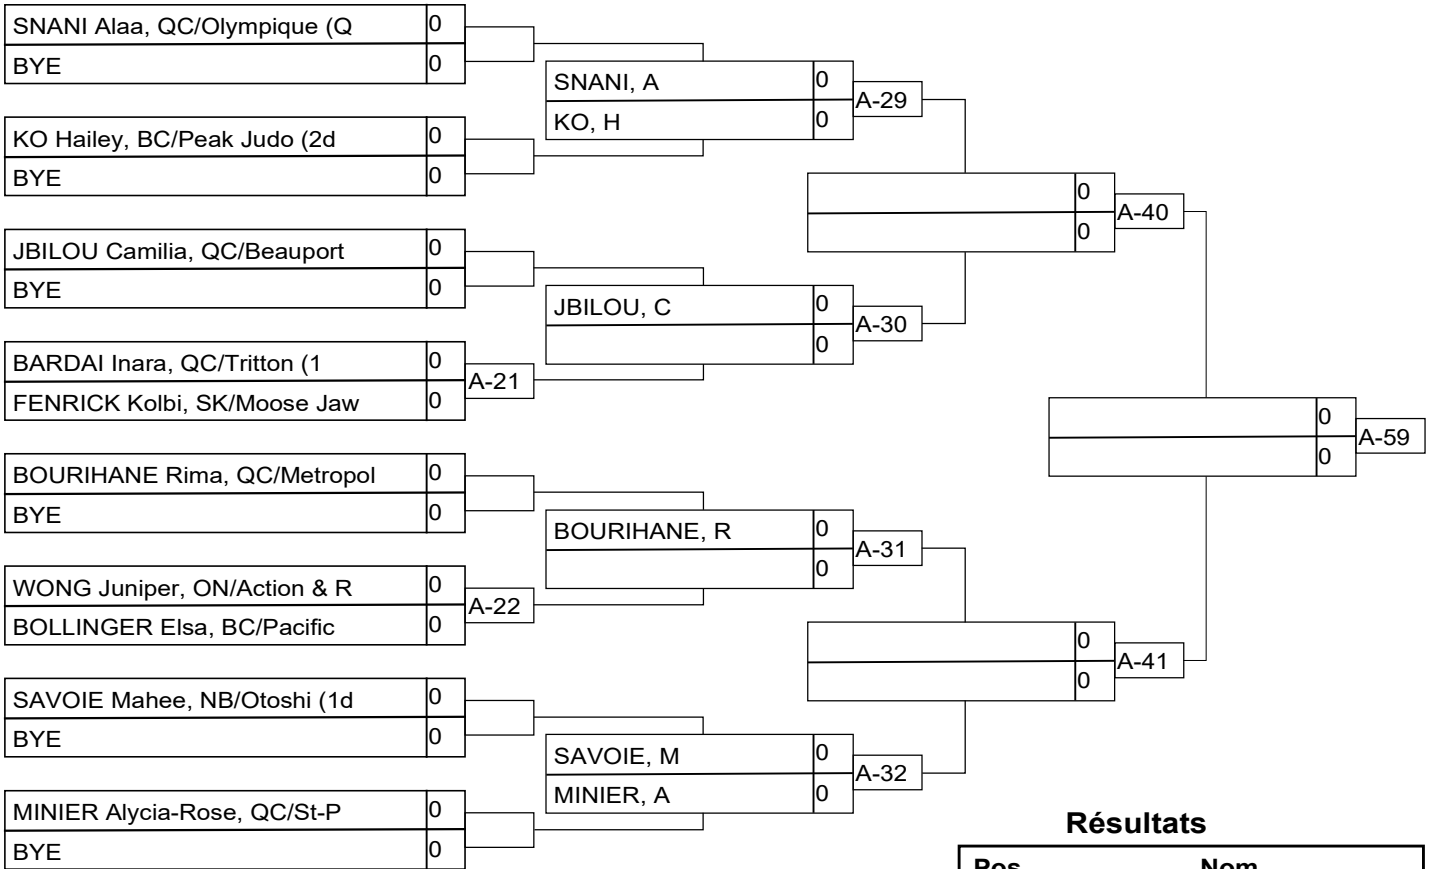 SNANI Alaa, QC/Olympique (Q 0
BYE 0
KO Hailey, BC/Peak Judo (2d 0
BYE 0
JBILOU Camilia, QC/Beauport 0
BYE 0
BARDAI Inara, QC/Tritton (1 0
FENRICK Kolbi, SK/Moose Jaw 0
A-21
BOURIHANE Rima, QC/Metropol 0
BYE 0
WONG Juniper, ON/Action & R 0
BOLLINGER Elsa, BC/Pacific 0
A-22
SAVOIE Mahee, NB/Otoshi (1d 0
BYE 0
MINIER Alycia-Rose, QC/St-P 0
BYE 0
SNANI, A 0
KO, H 0
A-29
JBILOU, C 0
0
A-30
BOURIHANE, R 0
0
A-31
SAVOIE, M 0
MINIER, A 0
A-32
0
0
A-40
0
0
A-41
0
0
A-59
Résultats
Pos Nom